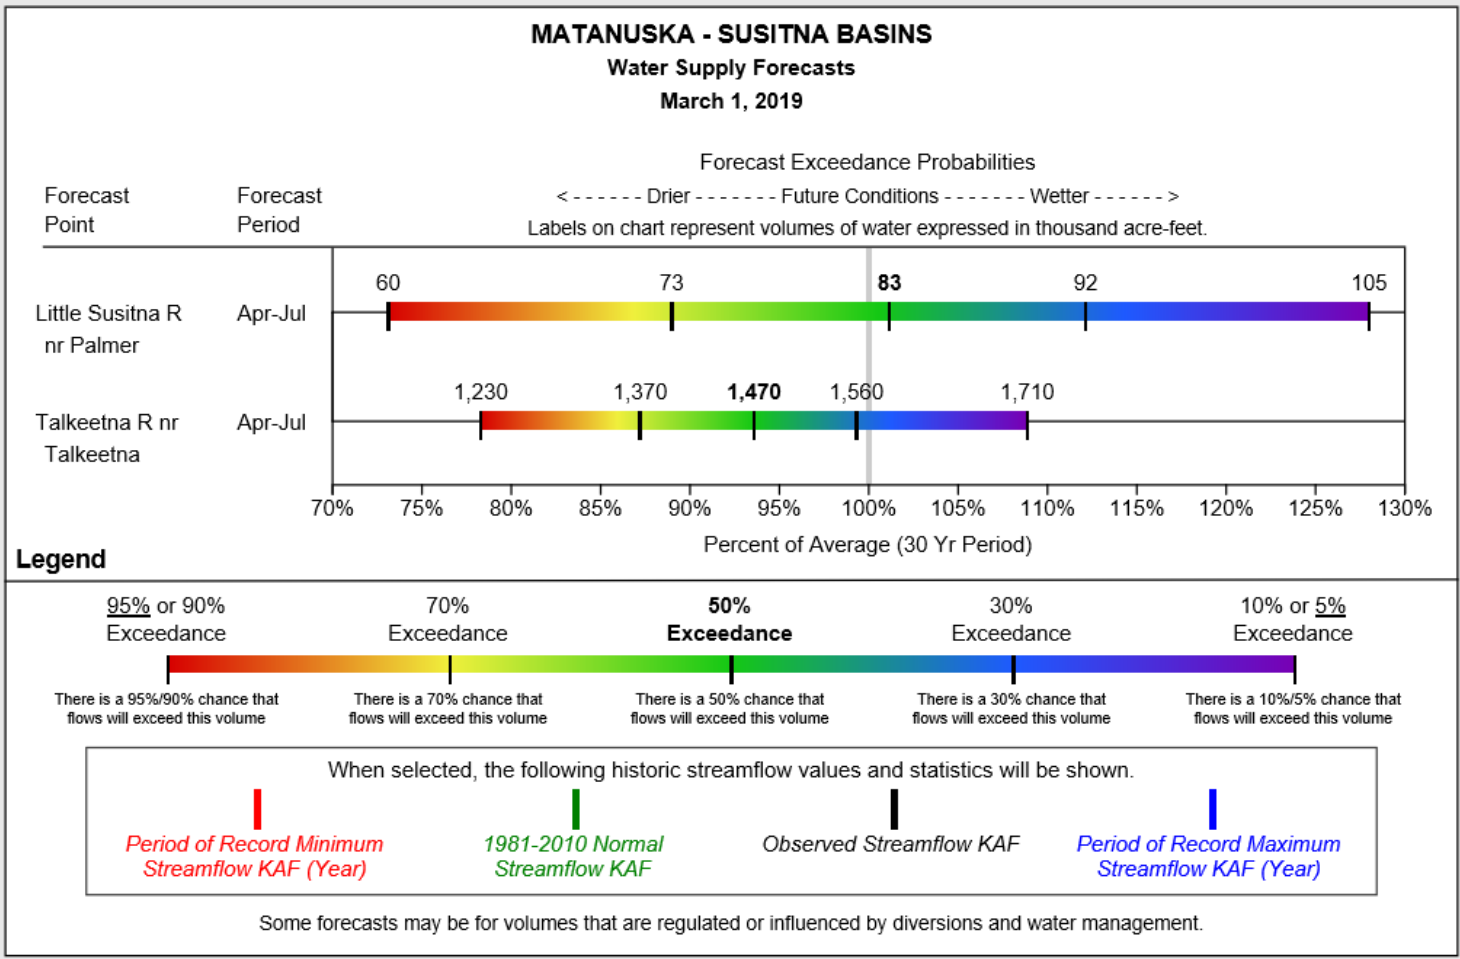 MATANUSKA - SUSITNA BASINS
Water Supply Forecasts
March 1, 2019
Forecast Exceedance Probabilities
Forecast Point
Forecast Period
< - - - - - - Drier - - - - - - - Future Conditions - - - - - - - Wetter - - - - - - >
Labels on chart represent volumes of water expressed in thousand acre-feet.
60 73 83 92 105
Little Susitna R
nr Palmer
Apr-Jul
1,230 1,370 1,470 1,560 1,710
Talkeetna R nr
Talkeetna
Apr-Jul
70% 75% 80% 85% 90% 95% 100% 105% 110% 115% 120% 125% 130%
Percent of Average (30 Yr Period)
Legend
95% or 90%
Exceedance
70%
Exceedance
50%
Exceedance
30%
Exceedance
10% or 5%
Exceedance
There is a 95%/90% chance that
flows will exceed this volume
There is a 70% chance that
flows will exceed this volume
There is a 50% chance that
flows will exceed this volume
There is a 30% chance that
flows will exceed this volume
There is a 10%/5% chance that
flows will exceed this volume
When selected, the following historic streamflow values and statistics will be shown.
Period of Record Minimum
Streamflow KAF (Year)
1981-2010 Normal
Streamflow KAF
Observed Streamflow KAF
Period of Record Maximum
Streamflow KAF (Year)
Some forecasts may be for volumes that are regulated or influenced by diversions and water management.